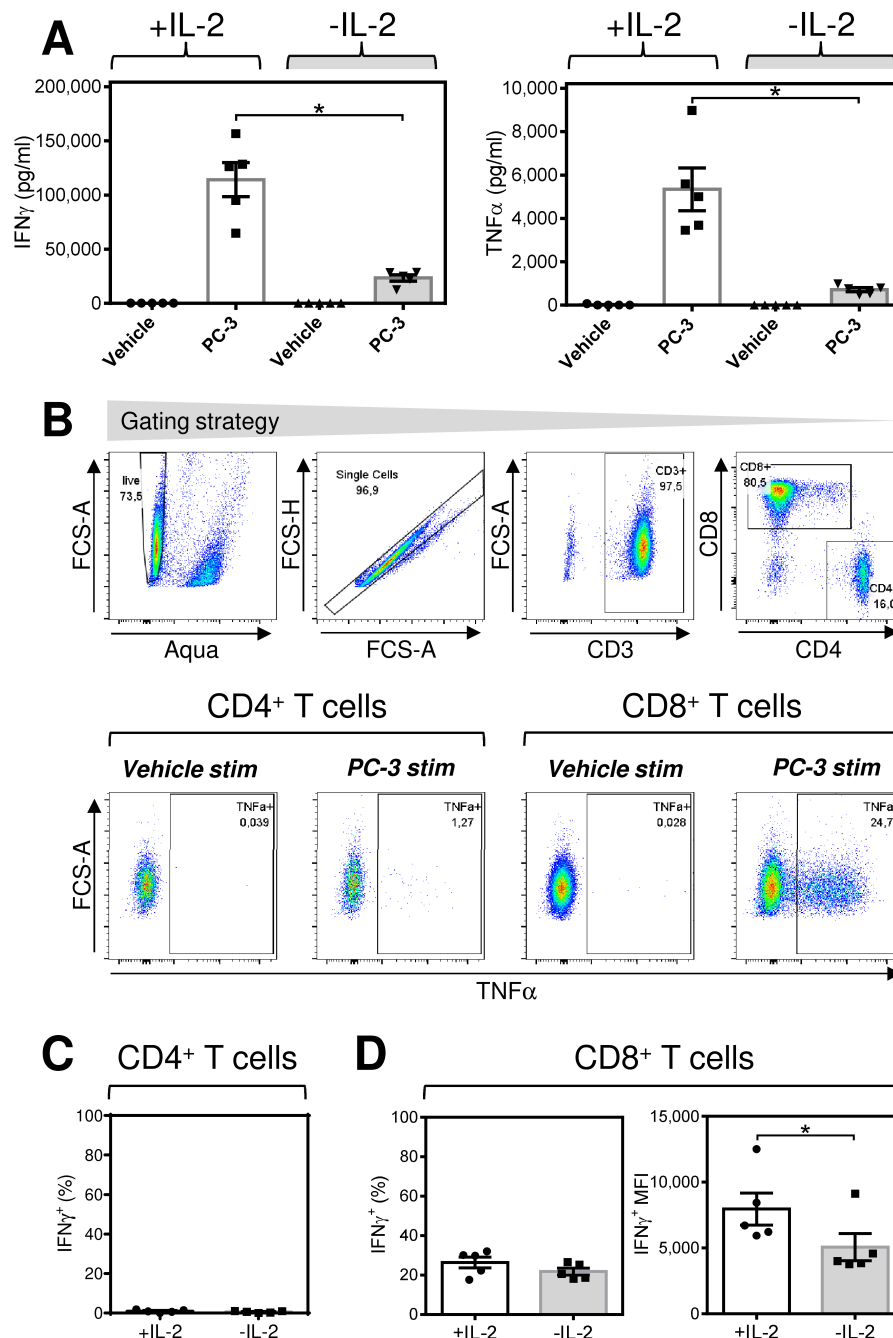 A
+IL-2 -IL-2 +IL-2 -IL-2
IFNγ (pg/ml)
200,000
150,000
100,000
50,000
0
*
Vehicle PC-3 Vehicle PC-3
TNFα (pg/ml)
10,000
8,000
6,000
4,000
2,000
0
*
Vehicle PC-3 Vehicle PC-3
B
Gating strategy
FCS-A
live
73,5
Aqua
FCS-H
Single Cells
96,9
FCS-A
FCS-A
CD3+
97,5
CD3
CD8
CD8+
80,5
CD4
16,0
CD4
CD4⁺ T cells CD8⁺ T cells
Vehicle stim PC-3 stim Vehicle stim PC-3 stim
FCS-A
TNFa+
0,039
TNFa+
1,27
TNFa+
0,028
TNFa
24,7
TNFα
C
CD4⁺ T cells
IFNγ⁺ (%)
100
80
60
40
20
0
+IL-2 -IL-2
D
CD8⁺ T cells
IFNγ⁺ (%)
100
80
60
40
20
0
+IL-2 -IL-2
IFNγ⁺ MFI
15,000
10,000
5,000
0
*
+IL-2 -IL-2